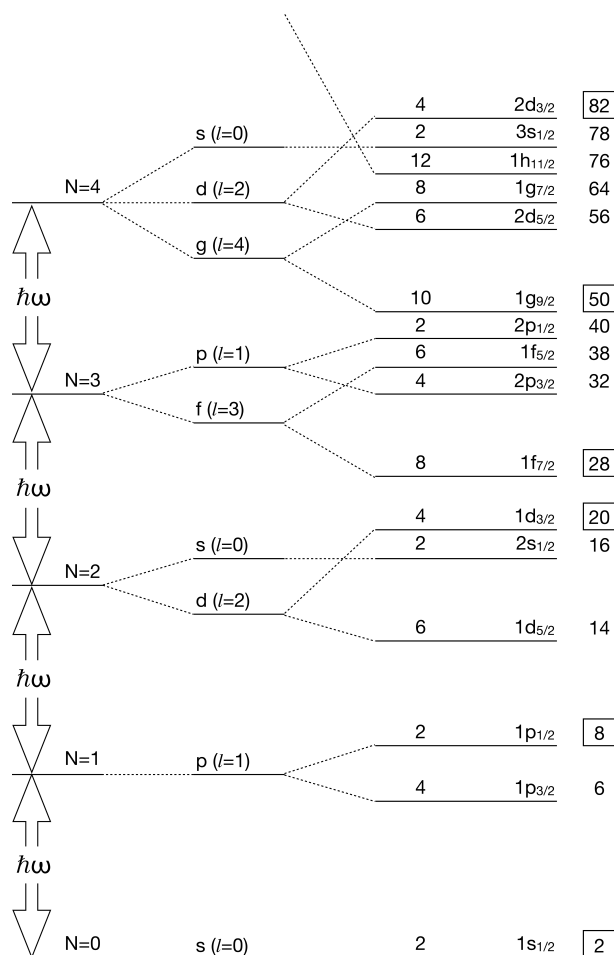 4 2d3/2 82
s (l=0) 2 3s1/2 78
12 1h11/2 76
N=4 d (l=2) 8 1g7/2 64
6 2d5/2 56
g (l=4)
ħω 10 1g9/2 50
2 2p1/2 40
p (l=1) 6 1f5/2 38
N=3 4 2p3/2 32
f (l=3)
8 1f7/2 28
ħω
4 1d3/2 20
s (l=0) 2 2s1/2 16
N=2
d (l=2)
6 1d5/2 14
ħω
2 1p1/2 8
N=1 p (l=1)
4 1p3/2 6
ħω
N=0 s (l=0) 2 1s1/2 2